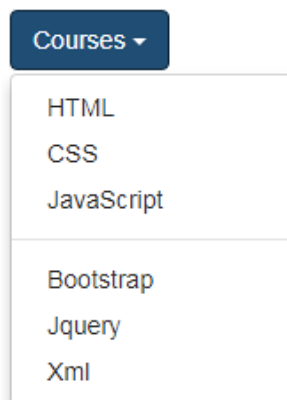 Courses
HTML
CSS
JavaScript
Bootstrap
Jquery
Xml